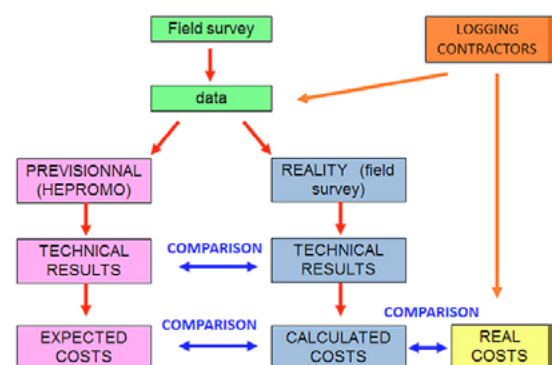 Field survey
LOGGING
CONTRACTORS
data
PREVISIONNAL
(HEPROMO)
REALITY (field
survey)
TECHNICAL
RESULTS
COMPARISON
TECHNICAL
RESULTS
EXPECTED
COSTS
COMPARISON
CALCULATED
COSTS
COMPARISON
REAL
COSTS